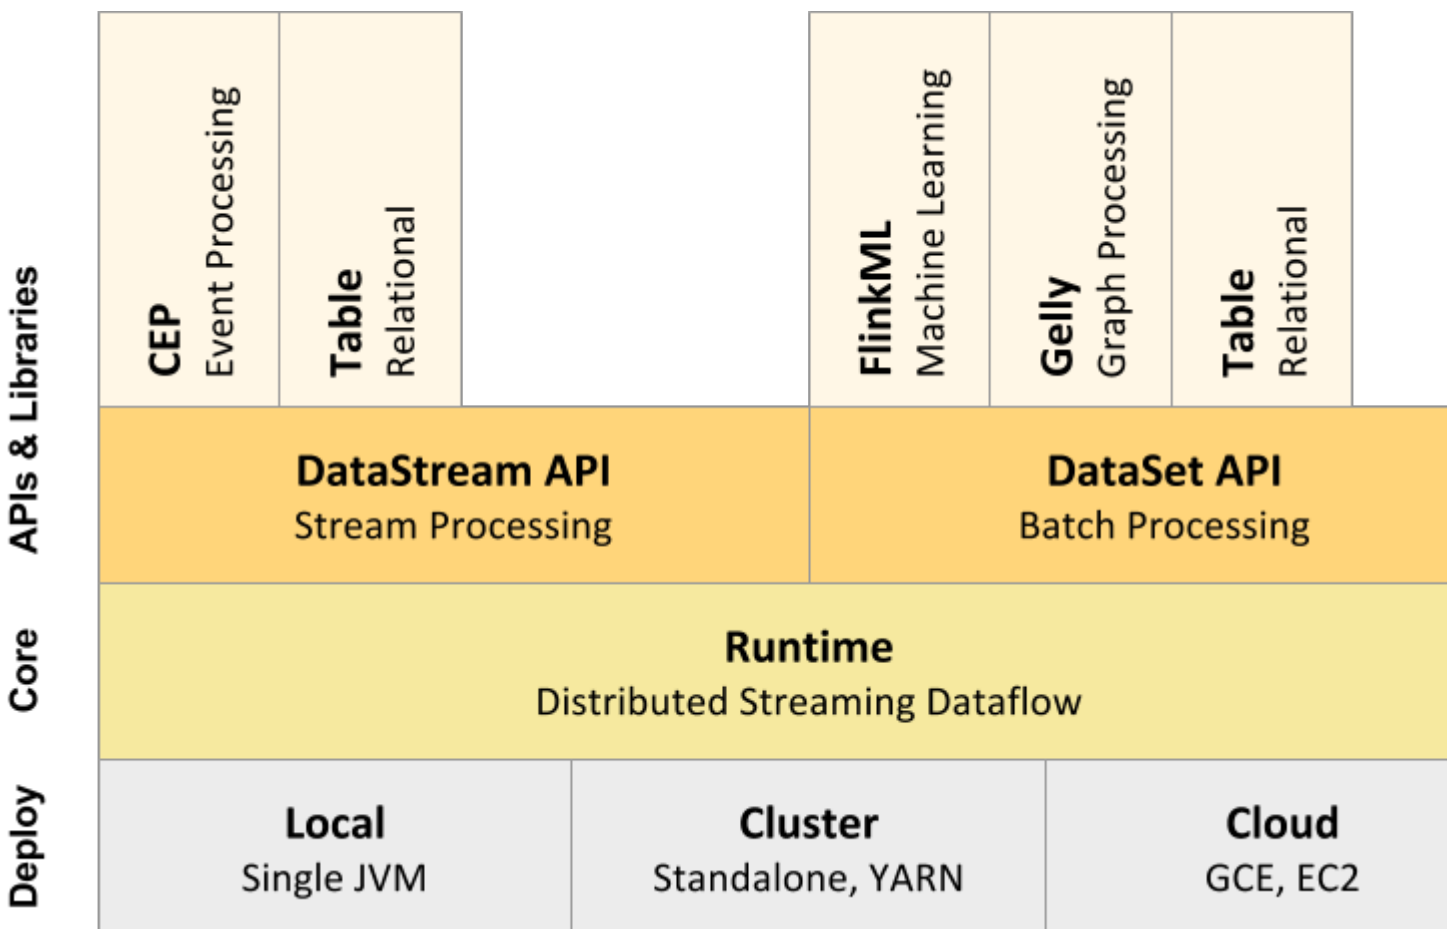 APIs & Libraries
CEP
Event Processing
Table
Relational
FlinkML
Machine Learning
Gelly
Graph Processing
Table
Relational
DataStream API
Stream Processing
DataSet API
Batch Processing
Core
Runtime
Distributed Streaming Dataflow
Deploy
Local
Single JVM
Cluster
Standalone, YARN
Cloud
GCE, EC2